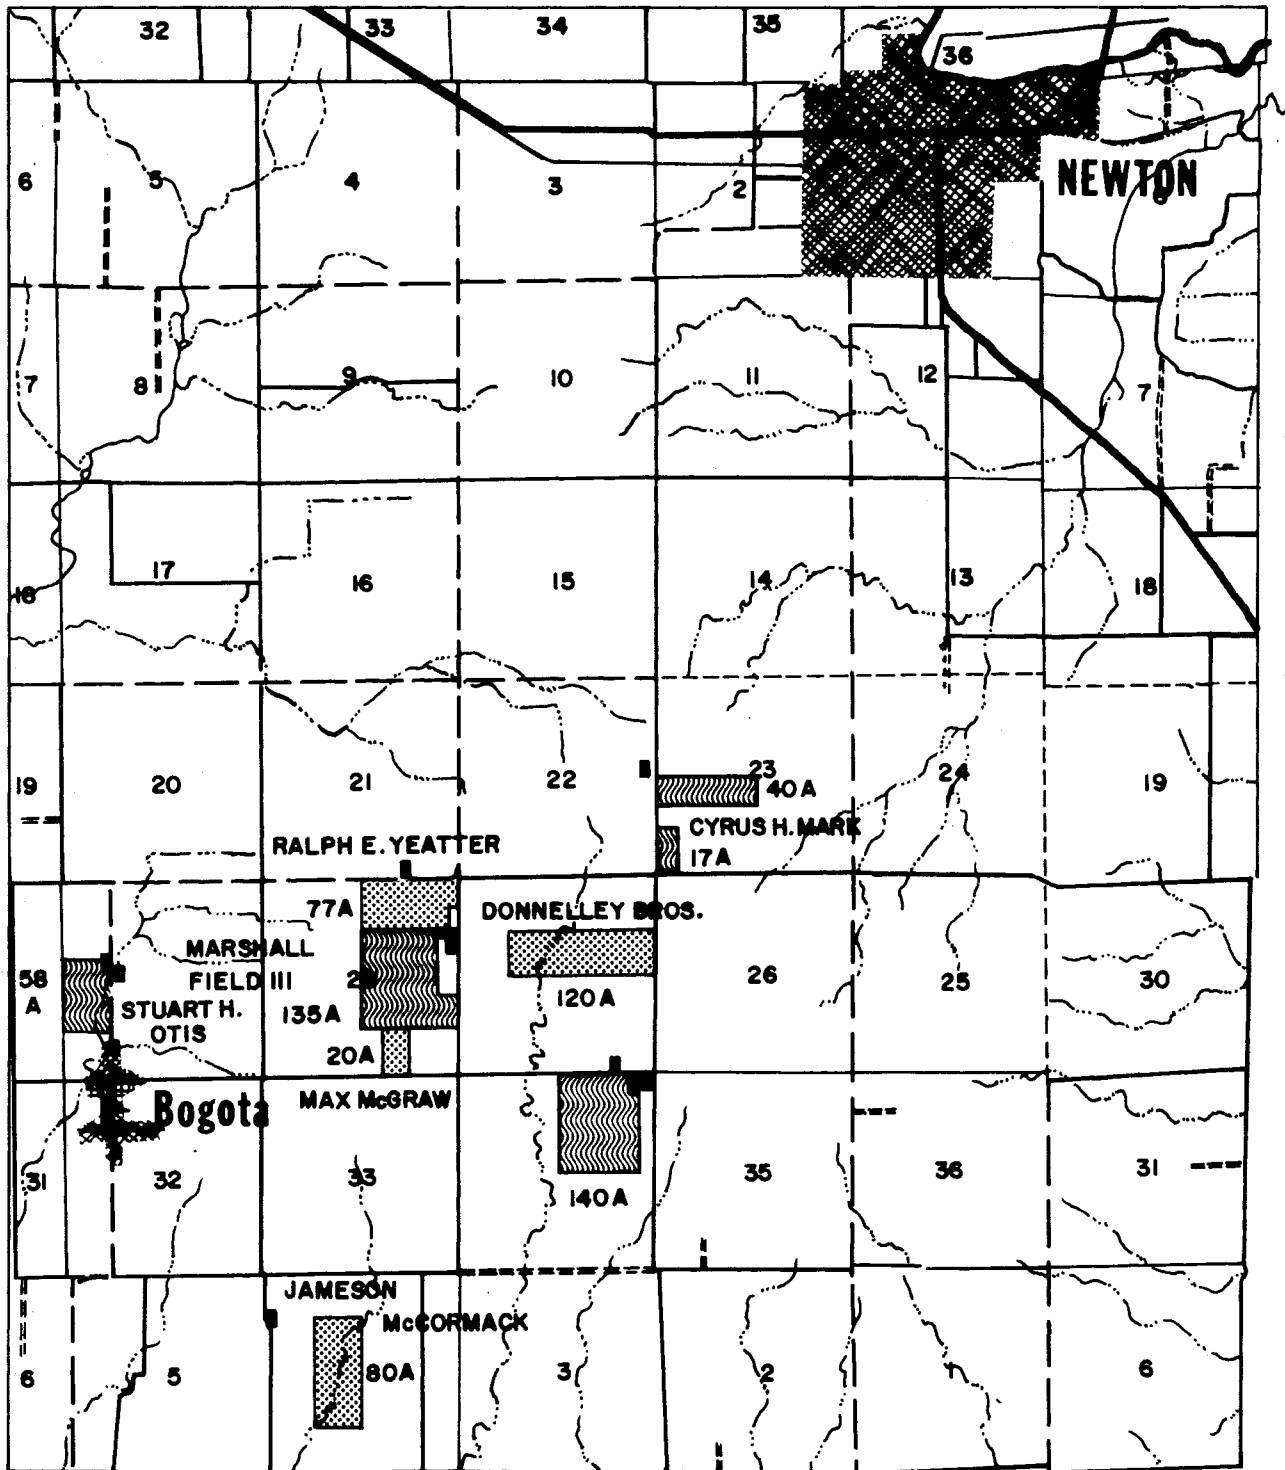 32 33 34 35 36
6 5 4 3 2
NEWTON
7 8 9 10 11 12 7
18 17 16 15 14 13 18
19 20 21 22 23 24 19
40A
CYRUS H. MARK
17A
RALPH E. YEATTER
77A
DONNELLEY BROS.
MARSHALL
FIELD III
58
A
STUART H.
OTIS
2
135A
120A
26 25 30
20A
Bogota
MAX McGRAW
31 32 33 35 36 31
140A
JAMESON
McCORMACK
6 5 80A 3 2 1 6